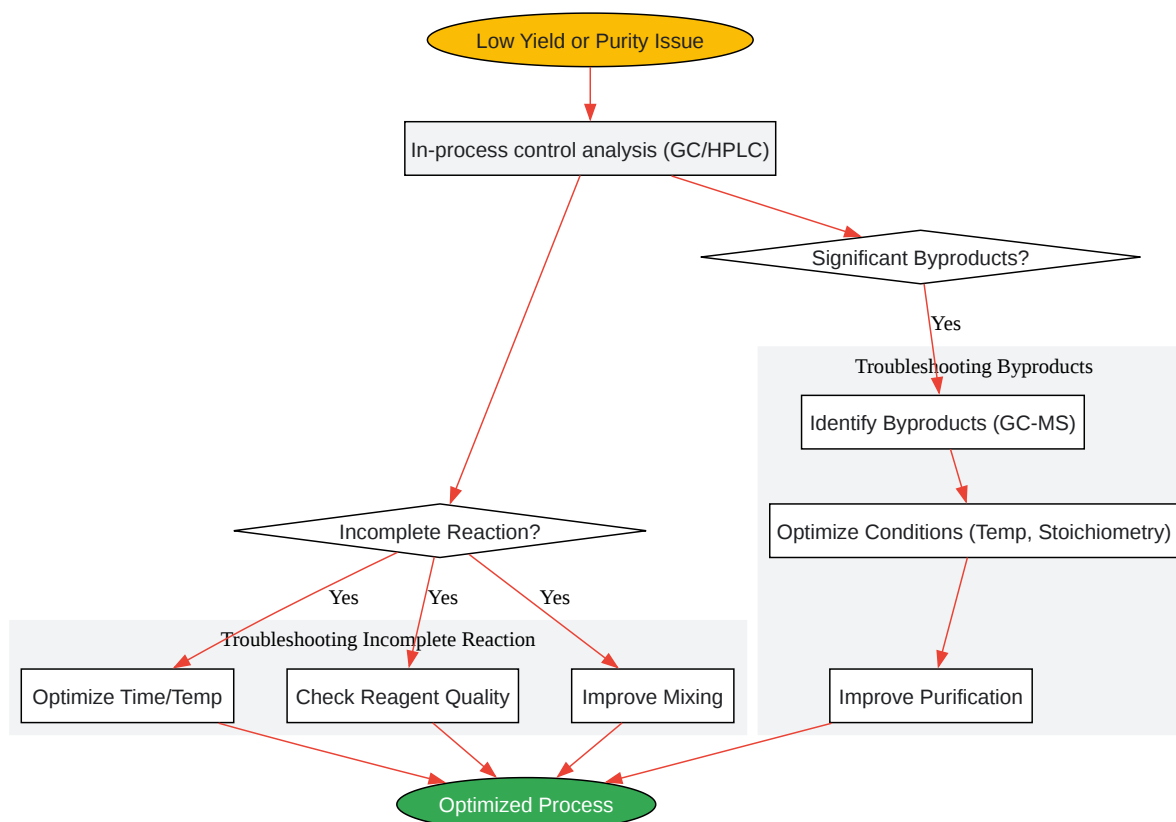 Low Yield or Purity Issue
In-process control analysis (GC/HPLC)
Significant Byproducts?
Yes
Troubleshooting Byproducts
Identify Byproducts (GC-MS)
Optimize Conditions (Temp, Stoichiometry)
Incomplete Reaction?
Yes
Yes
Yes
Troubleshooting Incomplete Reaction
Optimize Time/Temp
Check Reagent Quality
Improve Mixing
Improve Purification
Optimized Process